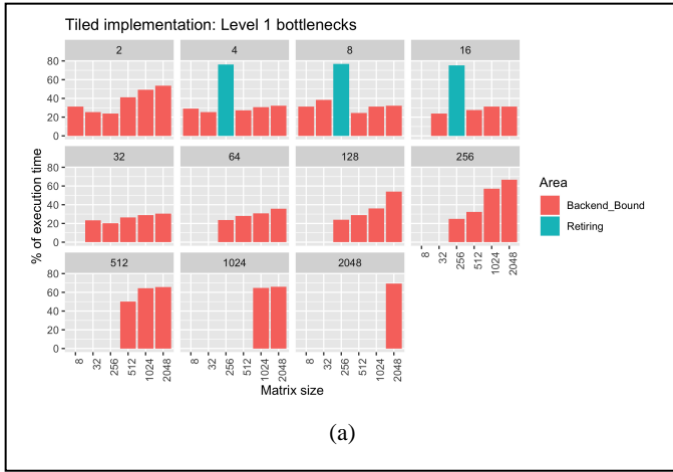 Tiled implementation: Level 1 bottlenecks
2 4 8 16
80
60
40
20
0
32 64 128 256
80
60
40
20
0
512 1024 2048
80
60
40
20
0
% of execution time
8 32 256 512 1024 2048
8 32 256 512 1024 2048
8 32 256 512 1024 2048
8 32 256 512 1024 2048
Matrix size
Area
Backend_Bound
Retiring
(a)